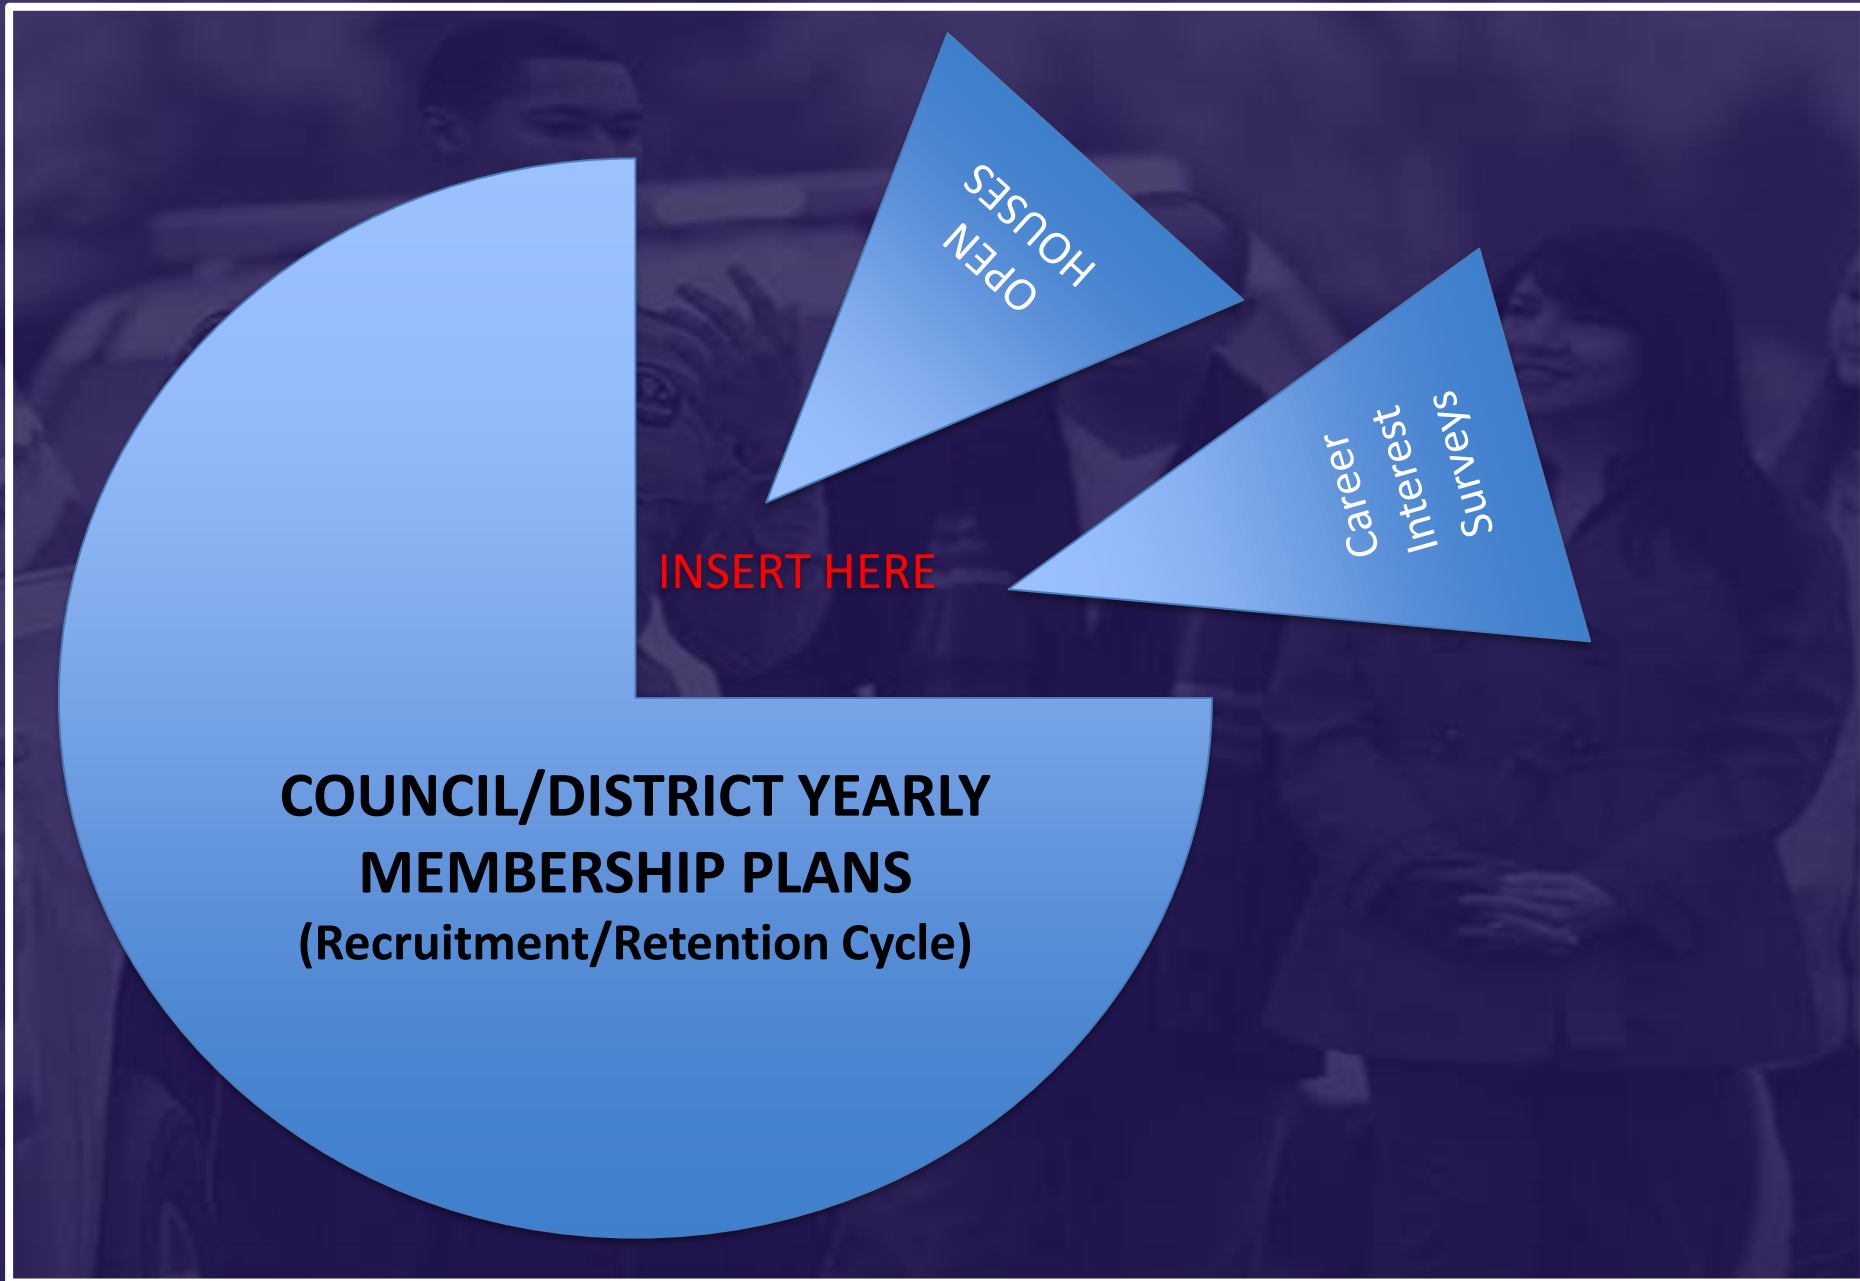 OPEN
HOUSES
Career
Interest
Surveys
INSERT HERE
COUNCIL/DISTRICT YEARLY
MEMBERSHIP PLANS
(Recruitment/Retention Cycle)